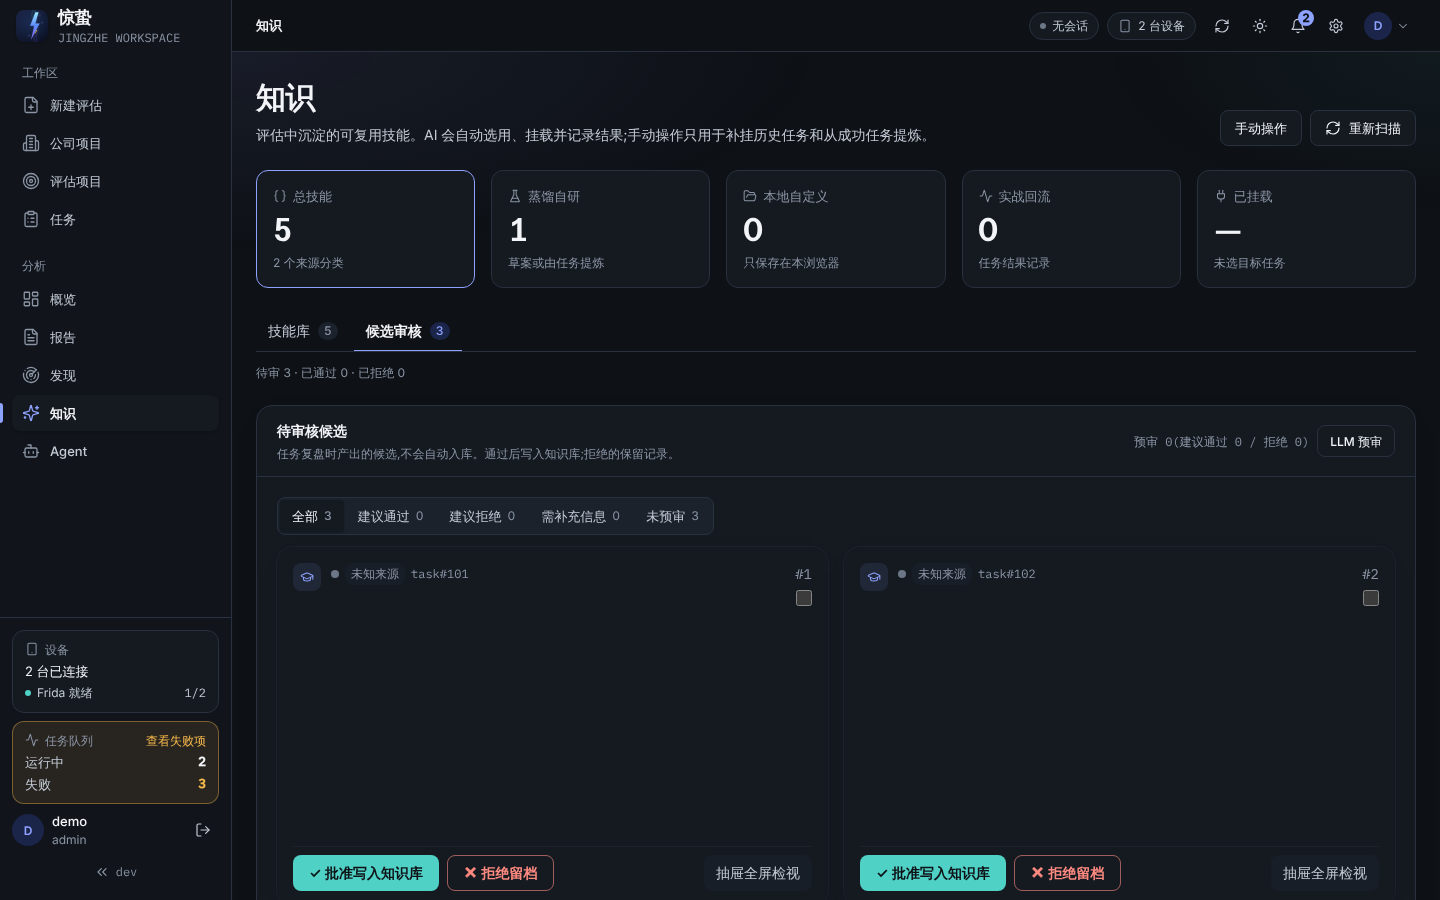 惊蛰
JINGZHE WORKSPACE
工作区
新建评估
公司项目
评估项目
任务
分析
概览
报告
发现
知识
Agent
设备
2 台已连接
Frida 就绪 1/2
任务队列 查看失败项
运行中 2
失败 3
D demo
admin
dev
知识
无会话
2 台设备
2
D
知识
评估中沉淀的可复用技能。AI 会自动选用、挂载并记录结果;手动操作只用于补挂历史任务和从成功任务提炼。
手动操作
重新扫描
总技能
5
2 个来源分类
蒸馏自研
1
草案或由任务提炼
本地自定义
0
只保存在本浏览器
实战回流
0
任务结果记录
已挂载
—
未选目标任务
技能库 5
候选审核 3
待审 3 · 已通过 0 · 已拒绝 0
待审核候选
任务复盘时产出的候选,不会自动入库。通过后写入知识库;拒绝的保留记录。
预审 0(建议通过 0 / 拒绝 0)
LLM 预审
全部 3
建议通过 0
建议拒绝 0
需补充信息 0
未预审 3
未知来源 task#101 #1
批准写入知识库
拒绝留档
抽屉全屏检视
未知来源 task#102 #2
批准写入知识库
拒绝留档
抽屉全屏检视